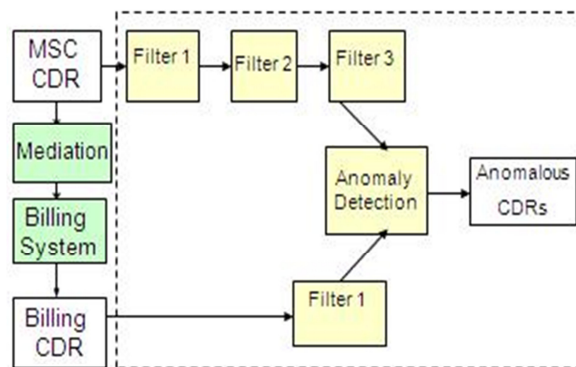 MSC
CDR
Filter 1
Filter 2
Filter 3
Mediation
Anomaly
Detection
Anomalous
CDRs
Billing
System
Filter 1
Billing
CDR